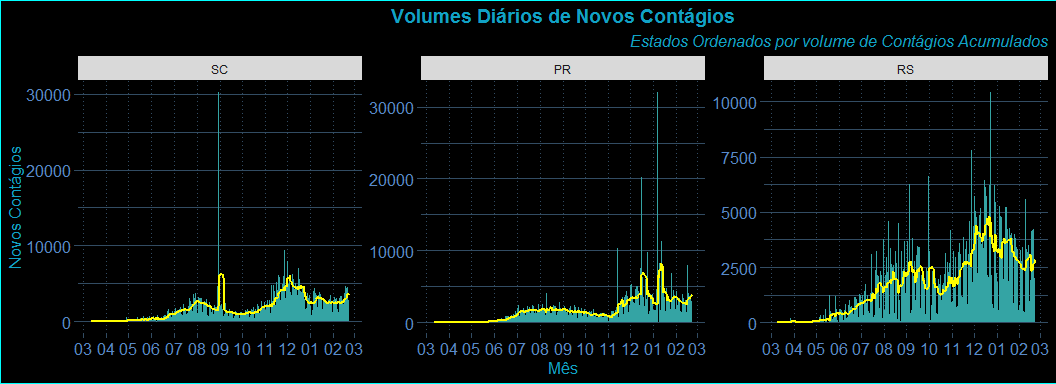 Volumes Diários de Novos Contágios
Estados Ordenados por volume de Contágios Acumulados
SC
PR
RS
Novos Contágios
30000
20000
10000
0
30000
20000
10000
0
10000
7500
5000
2500
0
03 04 05 06 07 08 09 10 11 12 01 02 03
03 04 05 06 07 08 09 10 11 12 01 02 03
03 04 05 06 07 08 09 10 11 12 01 02 03
Mês